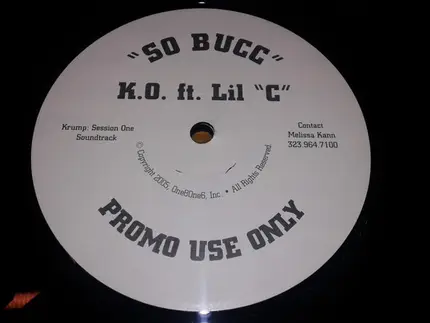 "SO BUCC"
K.O. ft. Lil "C"
Krump: Session One
Soundtrack
Contact
Melissa Kann
323.964.7100
© Copyright 2005, One8One6, Inc. • All Rights Reserved.
PROMO USE ONLY